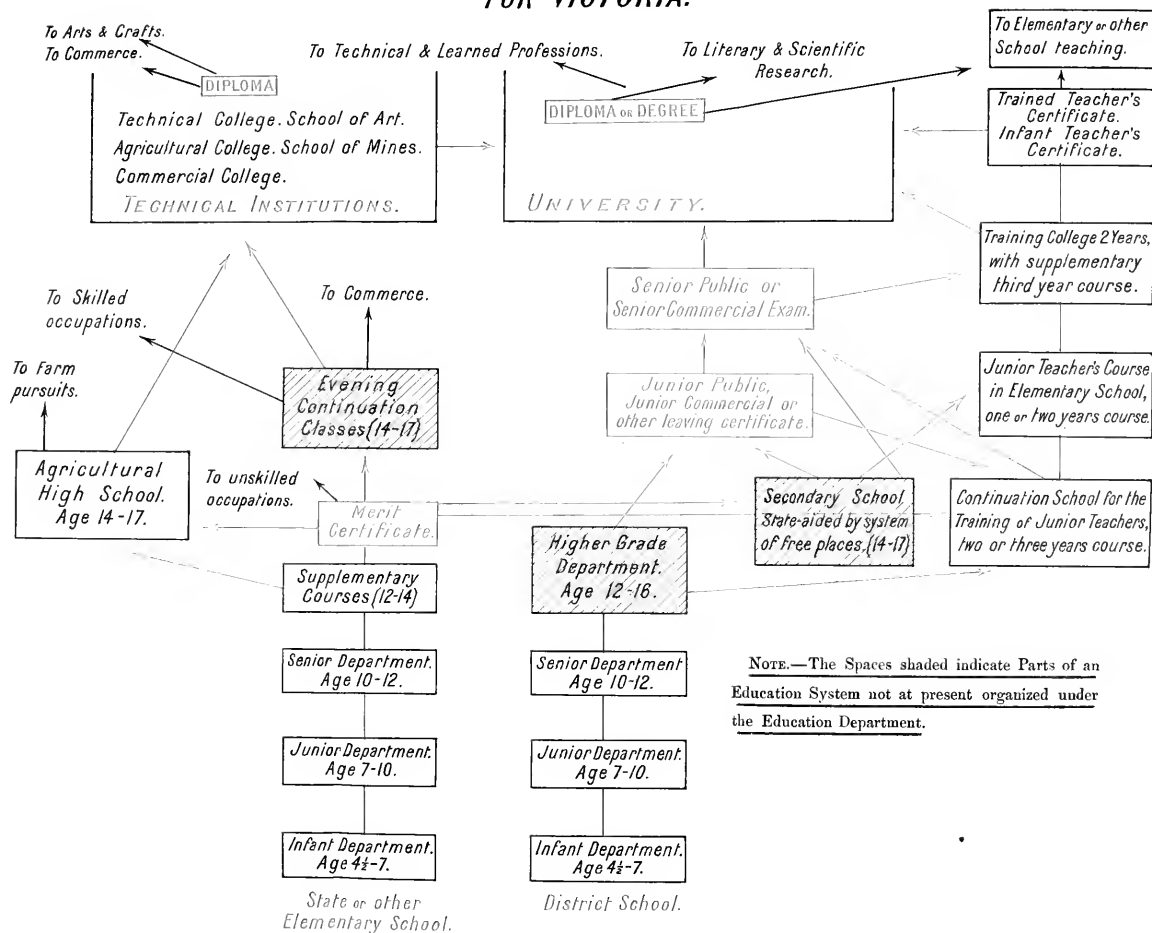 FOR VICTORIA.
To Arts & Crafts.
To Commerce.
DIPLOMA
Technical College. School of Art.
Agricultural College. School of Mines.
Commercial College.
TECHNICAL INSTITUTIONS.
To Technical & Learned Professions.
To Literary & Scientific
Research.
DIPLOMA OR DEGREE
UNIVERSITY.
To Elementary or other
School teaching.
Trained Teacher's
Certificate.
Infant Teacher's
Certificate.
Training College 2 Years,
with supplementary
third year course.
Senior Public or
Senior Commercial Exam.
To Skilled
occupations.
To Commerce.
To Farm
pursuits.
Evening
Continuation
Classes (14-17)
Junior Public,
Junior Commercial or
other leaving certificate.
Junior Teacher's Course
in Elementary School,
one or two years course.
Agricultural
High School.
Age 14-17.
To unskilled
occupations.
Merit
Certificate.
Secondary School
State-aided by system
of free places, (14-17)
Continuation School for the
Training of Junior Teachers,
two or three years course.
Higher Grade
Department.
Age 12-16.
Supplementary
Courses (12-14)
Senior Department.
Age 10-12.
Senior Department
Age 10-12.
NOTE.—The Spaces shaded indicate Parts of an
Education System not at present organized under
the Education Department.
Junior Department.
Age 7-10.
Junior Department.
Age 7-10.
Infant Department.
Age 4½-7.
Infant Department.
Age 4½-7.
State or other
Elementary School.
District School.